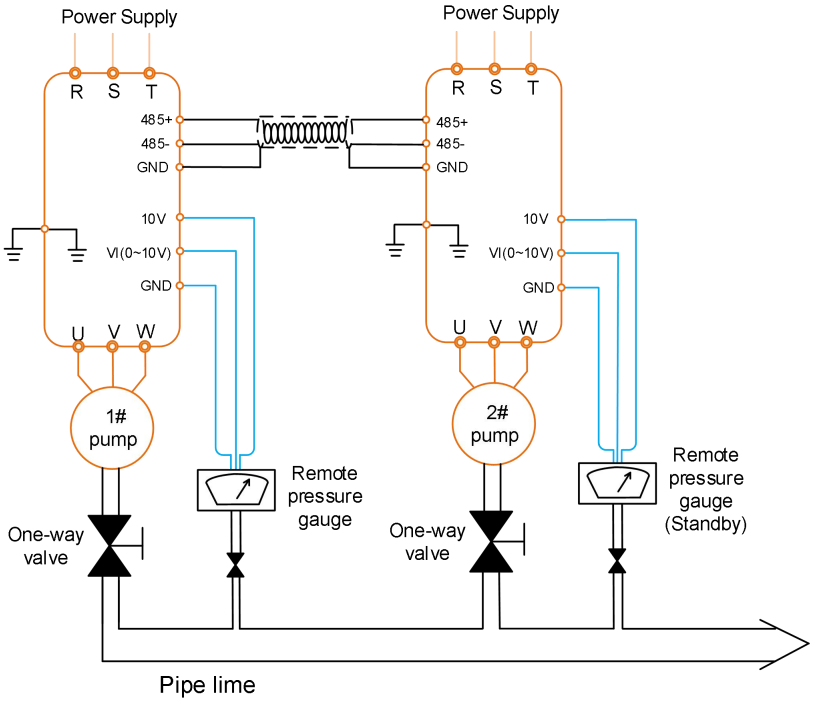 Power Supply
Power Supply
R S T
R S T
485+
485-
GND
10V
VI(0~10V)
GND
485+
485-
GND
10V
VI(0~10V)
GND
U V W
U V W
1#
pump
2#
pump
Remote
pressure
gauge
Remote
pressure
gauge
(Standby)
One-way
valve
One-way
valve
Pipe lime